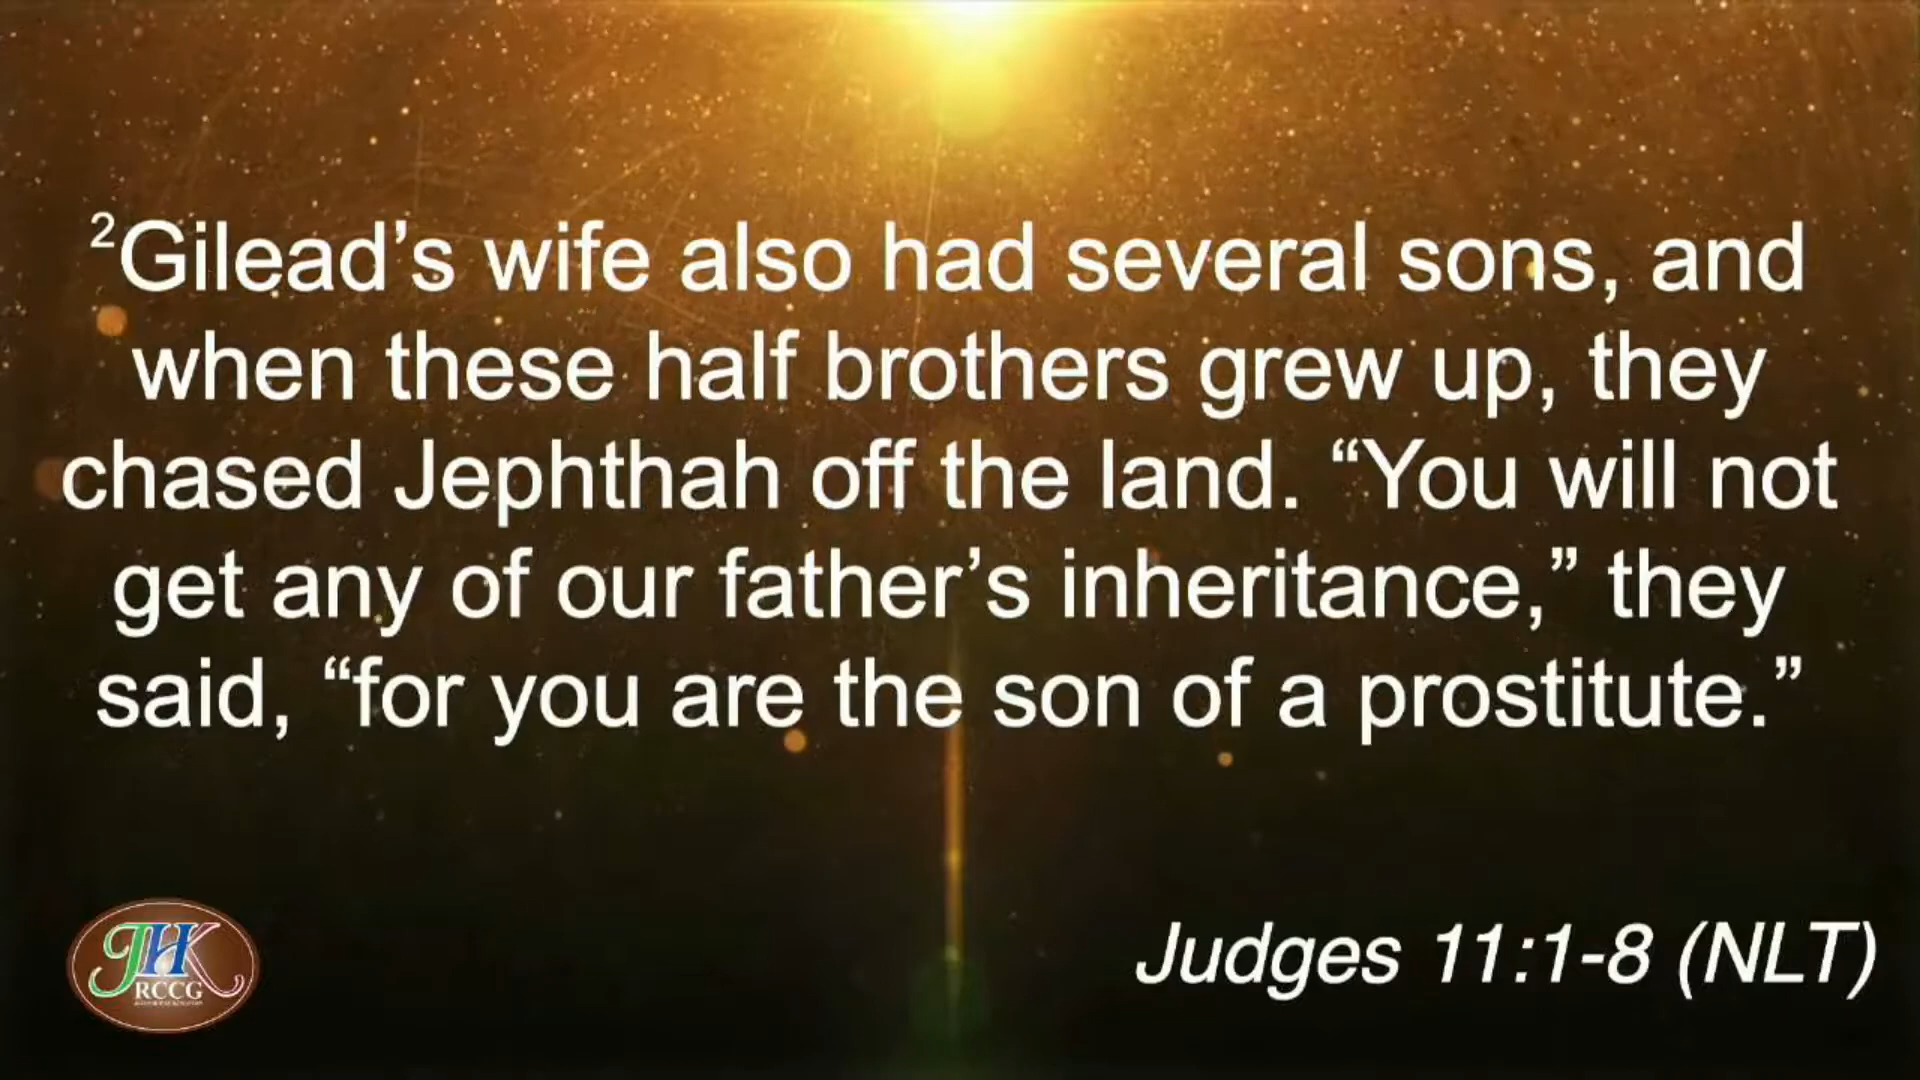 ²Gilead’s wife also had several sons, and
when these half brothers grew up, they
chased Jephthah off the land. “You will not
get any of our father’s inheritance,” they
said, “for you are the son of a prostitute.”
Judges 11:1-8 (NLT)
JHK
RCCG